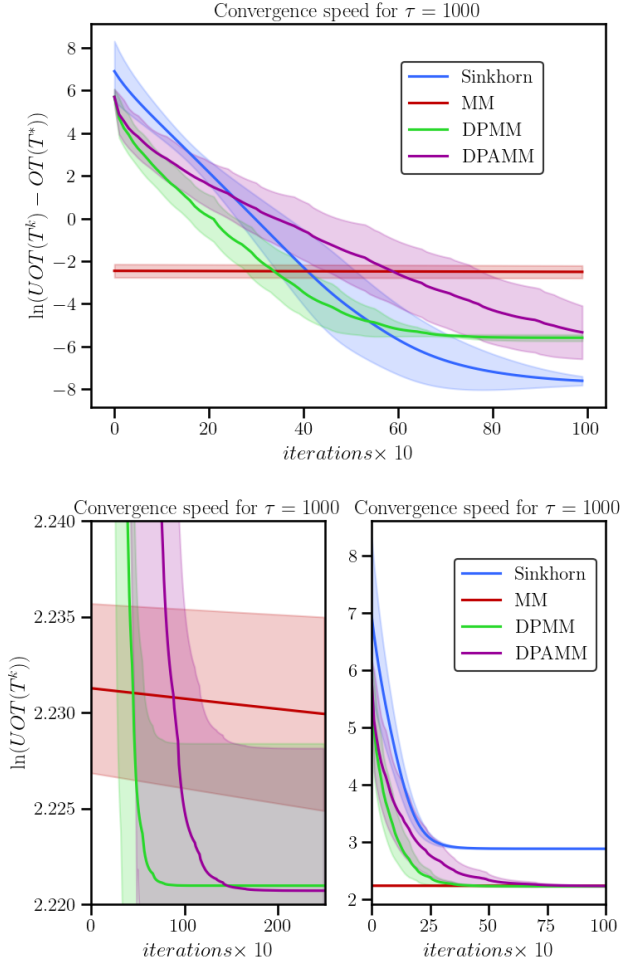 Convergence speed for τ = 1000
8
6
4
2
0
−2
−4
−6
−8
ln(UOT(T^k) − OT(T*))
Sinkhorn
MM
DPMM
DPAMM
0 20 40 60 80 100
iterations× 10
Convergence speed for τ = 1000
2.240
2.235
2.230
2.225
2.220
ln(UOT(T^k))
0 100 200
iterations× 10
Convergence speed for τ = 1000
8
7
6
5
4
3
2
Sinkhorn
MM
DPMM
DPAMM
0 25 50 75 100
iterations× 10